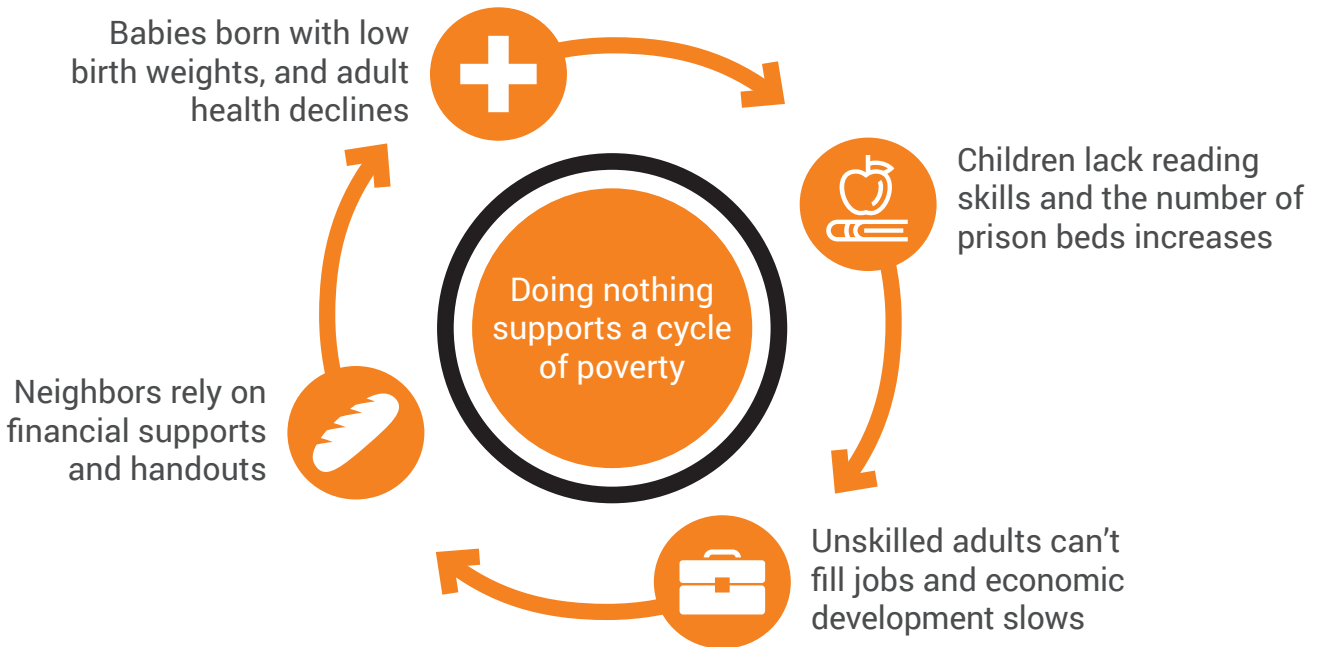 Babies born with low
birth weights, and adult
health declines
Children lack reading
skills and the number of
prison beds increases
Doing nothing
supports a cycle
of poverty
Neighbors rely on
financial supports
and handouts
Unskilled adults can’t
fill jobs and economic
development slows